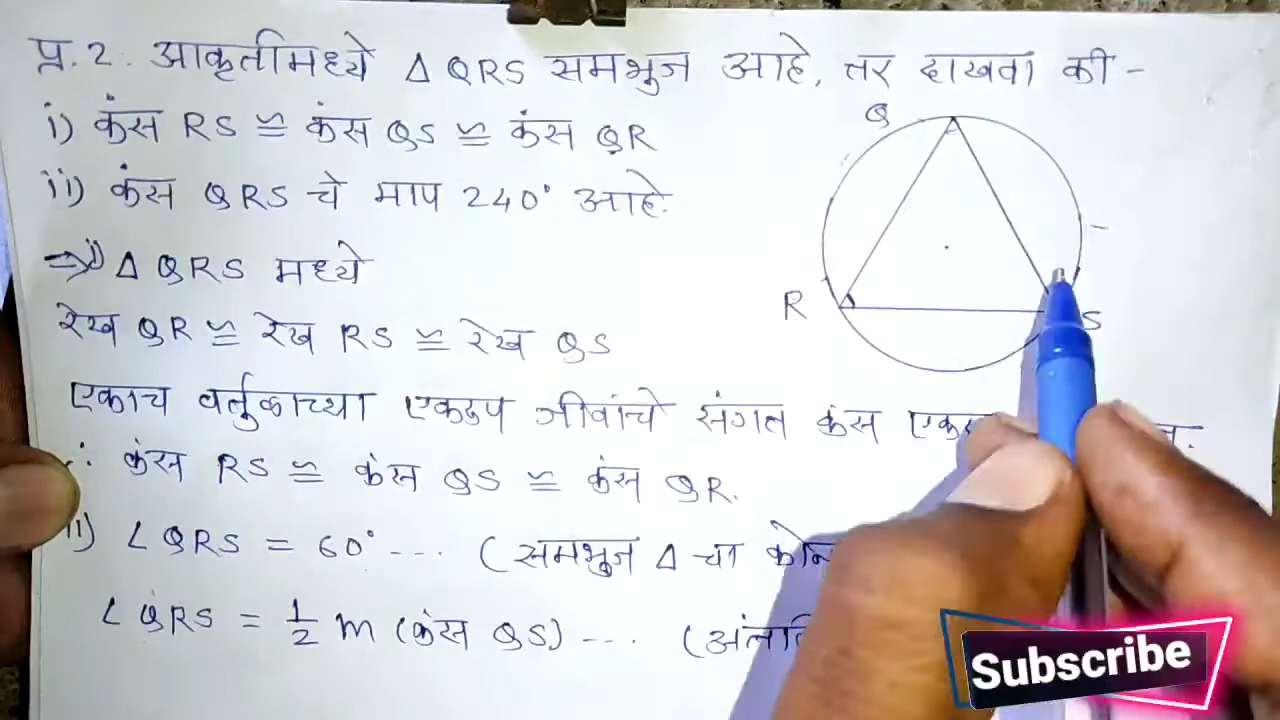 प्र.2. आकृतीमध्ये Δ QRS समभुज आहे, तर दाखवा की -
i) कंस RS ≅ कंस QS ≅ कंस QR
ii) कंस QRS चे माप 240° आहे.
Q
R
S
⇒ i) Δ QRS मध्ये
रेख QR ≅ रेख RS ≅ रेख QS
एकाच वर्तुळाच्या एकरुप जीवांचे संगत कंस
∴ कंस RS ≅ कंस QS ≅ कंस QR.
ii) ∠QRS = 60° --- (समभुज Δ चा
∠QRS = 1/2 m (कंस QS) ---
Subscribe